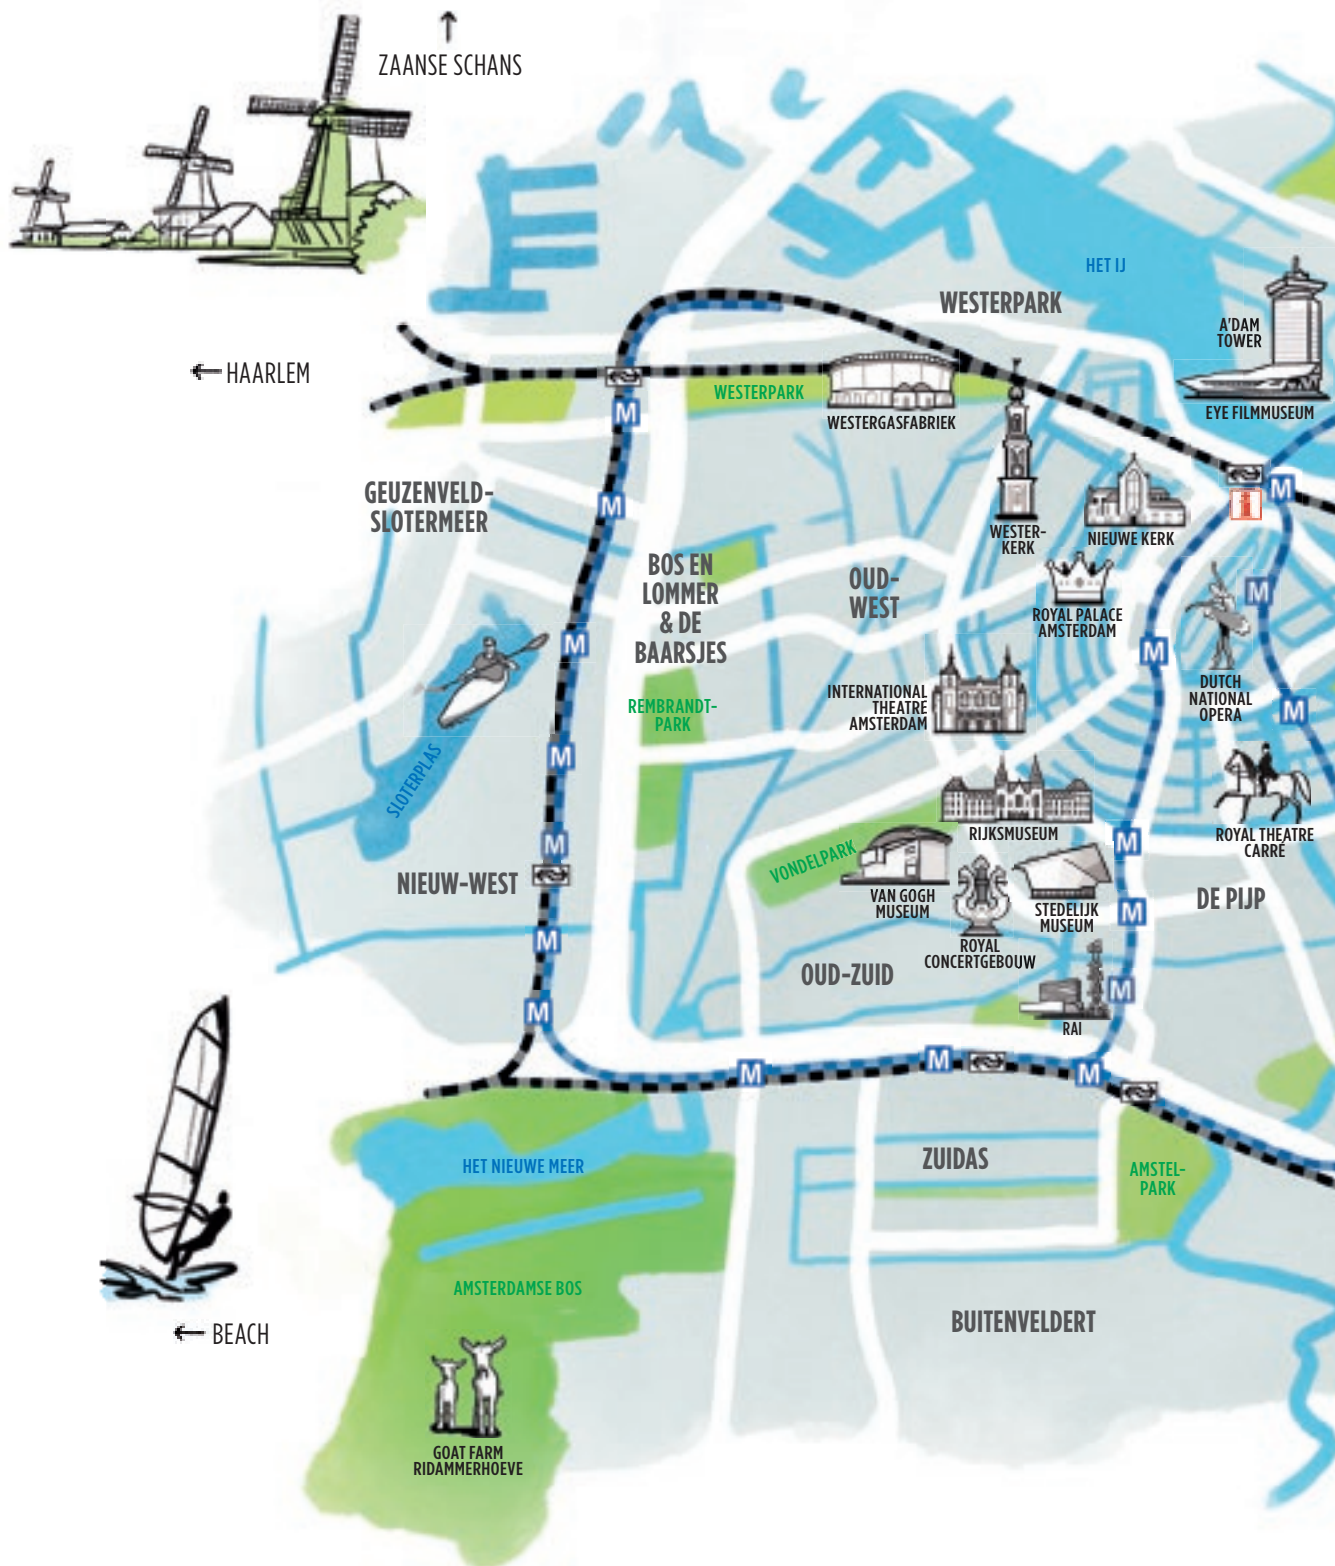 ZAANSE SCHANS
HET IJ
WESTERPARK
A'DAM
TOWER
HAARLEM
WESTERPARK
EYE FILMMUSEUM
WESTERGASFABRIEK
M
GEUZENVELD-
SLOTERMEER
M
M
i
WESTER-
KERK
NIEUWE KERK
BOS EN
LOMMER
& DE
BAARSJES
OUD-
WEST
M
ROYAL PALACE
AMSTERDAM
M
M
DUTCH
NATIONAL
OPERA
INTERNATIONAL
THEATRE
AMSTERDAM
REMBRANDT-
PARK
M
M
SLOTERPLAS
RIJKSMUSEUM
ROYAL THEATRE
CARRÉ
M
M
VONDELPARK
NIEUW-WEST
VAN GOGH
MUSEUM
STEDELIJK
MUSEUM
DE PIJP
M
M
ROYAL
CONCERTGEBOUW
OUD-ZUID
M
M
RAI
M
M
M
HET NIEUWE MEER
ZUIDAS
AMSTEL-
PARK
AMSTERDAMSE BOS
BEACH
BUITENVELDERT
GOAT FARM
RIDAMMERHOEVE